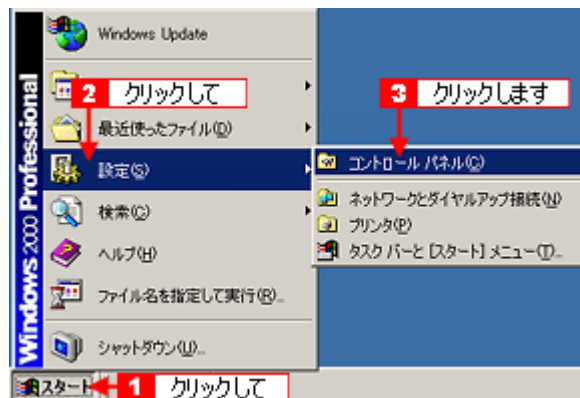 Windows Update
2 クリックして
3 クリックします
最近使ったファイル(D)
設定(S)
コントロール パネル(C)
検索(C)
ネットワークとダイヤルアップ接続(N)
プリンタ(P)
ヘルプ(H)
タスク バーと [スタート] メニュー(T)...
ファイル名を指定して実行(R)...
シャットダウン(U)...
Windows 2000 Professional
スタート
1 クリックして